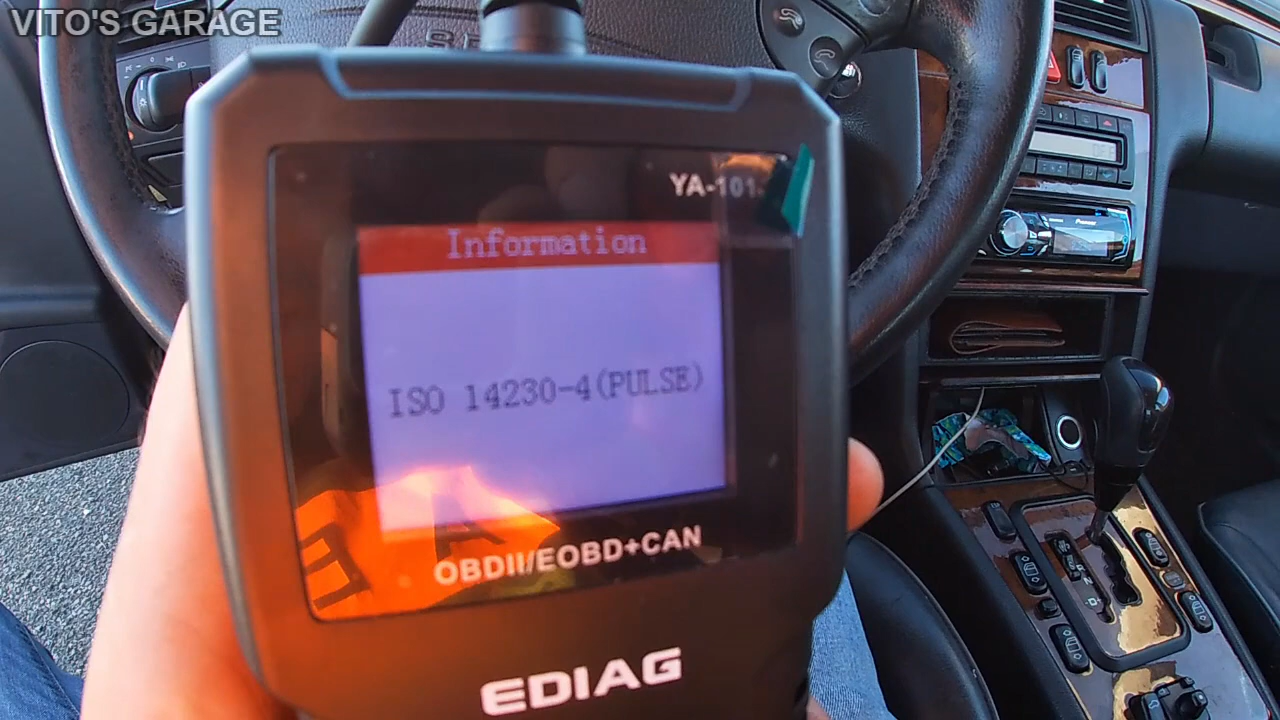 VITO'S GARAGE
YA-101
Information
ISO 14230-4(PULSE)
OBDII/EOBD+CAN
EDIAG